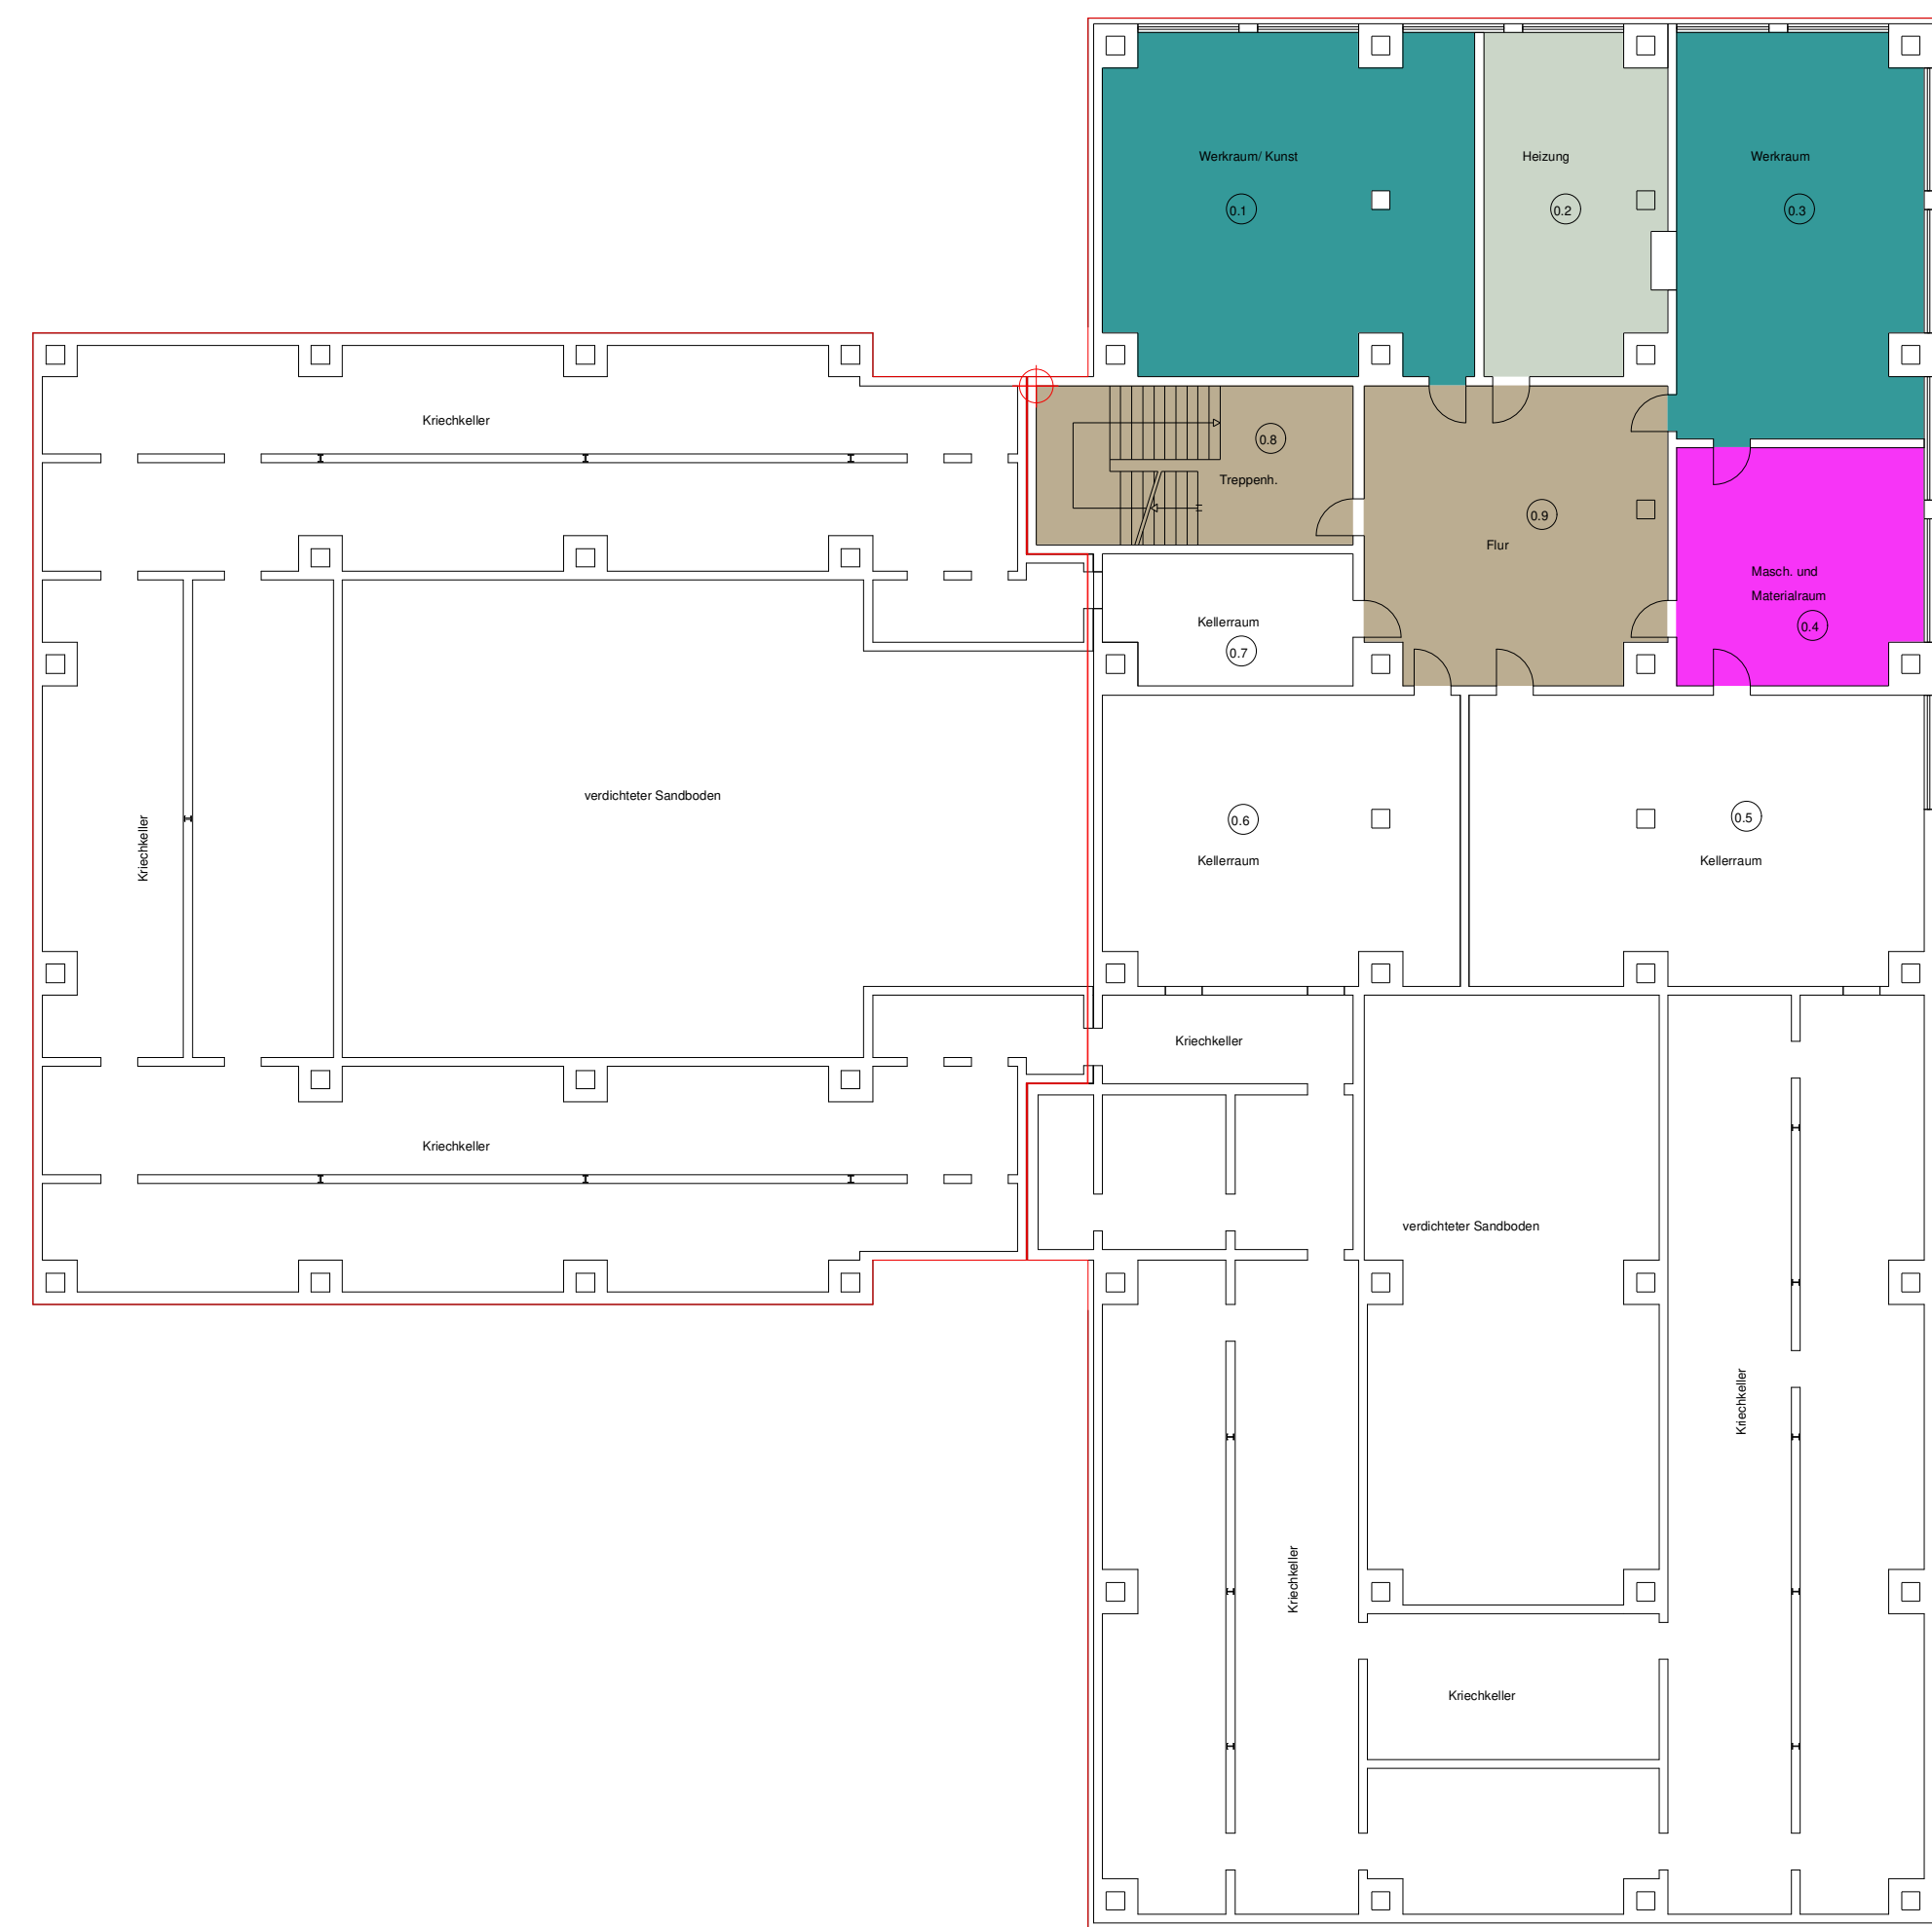 Werkraum/ Kunst
Heizung
Werkraum
0.1
0.2
0.3
Kriechkeller
0.8
Treppenh.
0.9
Flur
Masch. und
Materialraum
0.4
Kellerraum
0.7
verdichteter Sandboden
Kriechkeller
0.6
0.5
Kellerraum
Kellerraum
Kriechkeller
Kriechkeller
verdichteter Sandboden
Kriechkeller
Kriechkeller
Kriechkeller